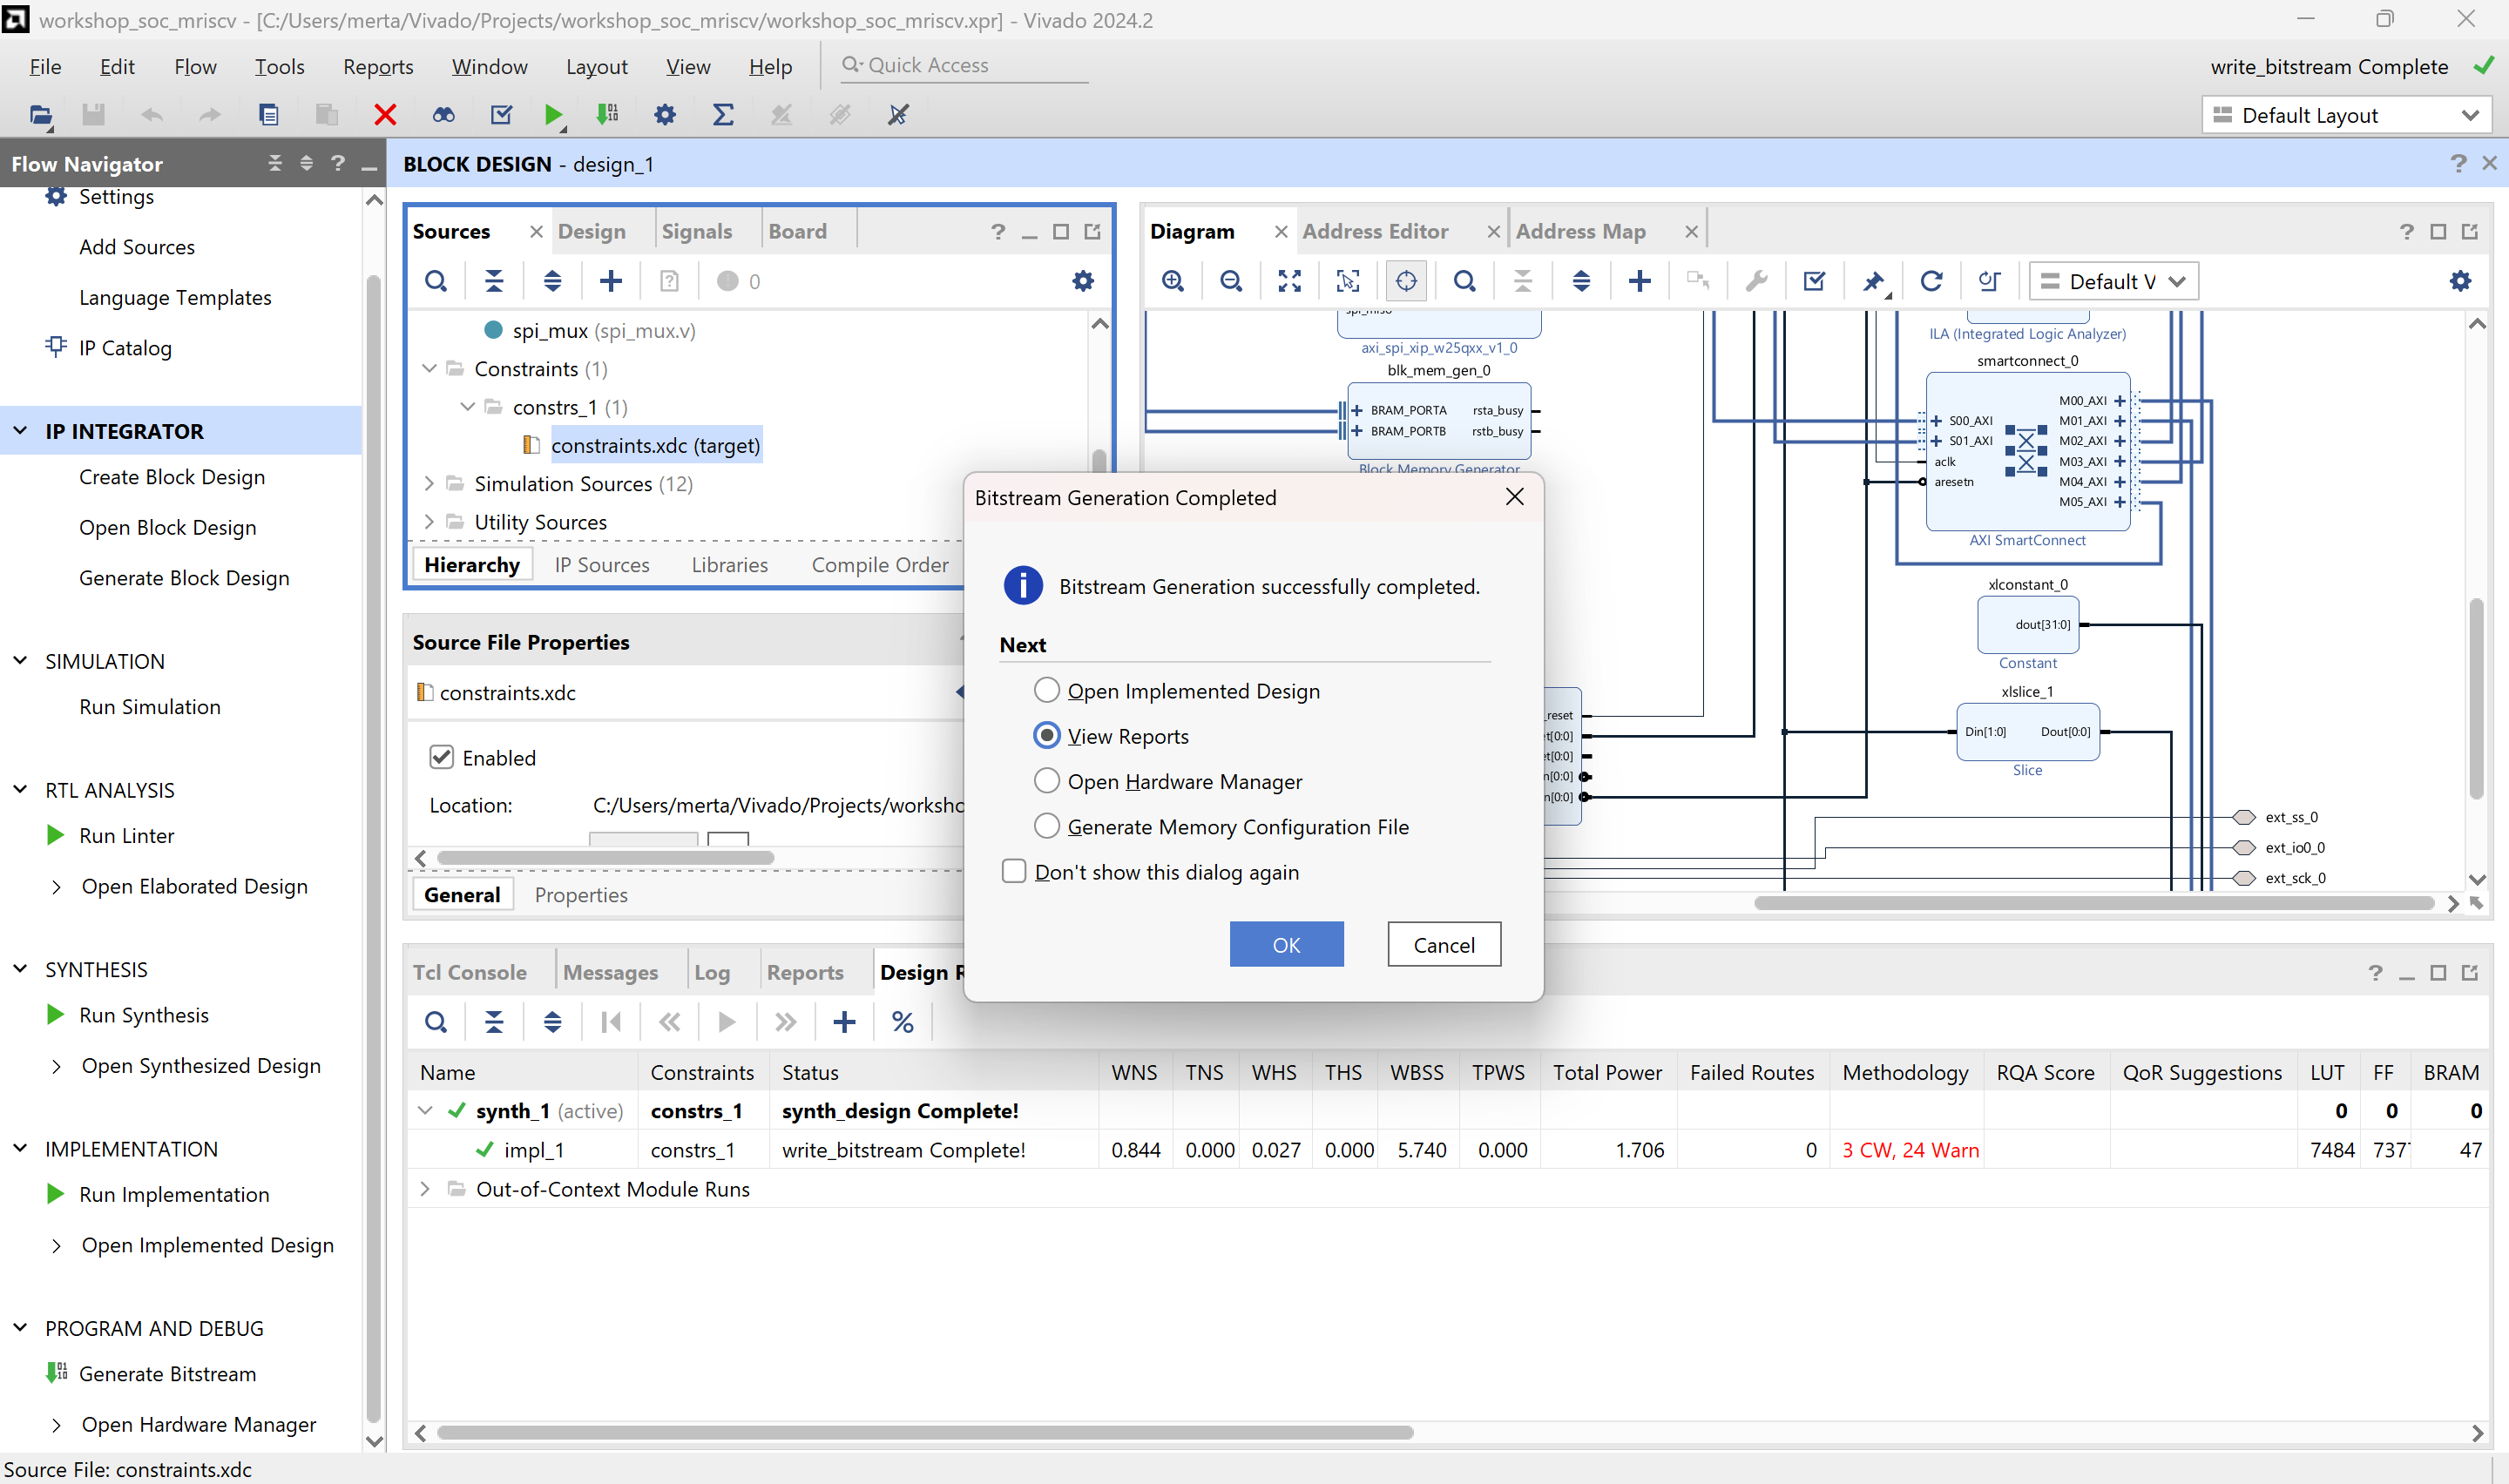 workshop_soc_mriscv - [C:/Users/merta/Vivado/Projects/workshop_soc_mriscv/workshop_soc_mriscv.xpr] - Vivado 2024.2
File Edit Flow Tools Reports Window Layout View Help Quick Access
write_bitstream Complete
Default Layout
Flow Navigator
BLOCK DESIGN - design_1
Settings
Add Sources
Language Templates
IP Catalog
IP INTEGRATOR
Create Block Design
Open Block Design
Generate Block Design
SIMULATION
Run Simulation
RTL ANALYSIS
Run Linter
Open Elaborated Design
SYNTHESIS
Run Synthesis
Open Synthesized Design
IMPLEMENTATION
Run Implementation
Open Implemented Design
PROGRAM AND DEBUG
Generate Bitstream
Open Hardware Manager
Sources Design Signals Board
0
spi_mux (spi_mux.v)
Constraints (1)
constrs_1 (1)
constraints.xdc (target)
Simulation Sources (12)
Utility Sources
Hierarchy IP Sources Libraries Compile Order
Source File Properties
constraints.xdc
Enabled
Location: C:/Users/merta/Vivado/Projects/worksho
General Properties
Diagram Address Editor Address Map
Default V
axi_spi_xip_w25qxx_v1_0
blk_mem_gen_0
BRAM_PORTA rsta_busy
BRAM_PORTB rstb_busy
Block Memory Generator
ILA (Integrated Logic Analyzer)
smartconnect_0
M00_AXI
S00_AXI M01_AXI
S01_AXI M02_AXI
aclk M03_AXI
aresetn M04_AXI
M05_AXI
AXI SmartConnect
xlconstant_0
dout[31:0]
Constant
xlslice_1
Din[1:0] Dout[0:0]
Slice
_reset
t[0:0]
t[0:0]
n[0:0]
n[0:0]
ext_ss_0
ext_io0_0
ext_sck_0
Bitstream Generation Completed
Bitstream Generation successfully completed.
Next
Open Implemented Design
View Reports
Open Hardware Manager
Generate Memory Configuration File
Don't show this dialog again
OK Cancel
Tcl Console Messages Log Reports Design R
Name Constraints Status WNS TNS WHS THS WBSS TPWS Total Power Failed Routes Methodology RQA Score QoR Suggestions LUT FF BRAM
synth_1 (active) constrs_1 synth_design Complete! 0 0 0
impl_1 constrs_1 write_bitstream Complete! 0.844 0.000 0.027 0.000 5.740 0.000 1.706 0 3 CW, 24 Warn 7484 737 47
Out-of-Context Module Runs
Source File: constraints.xdc